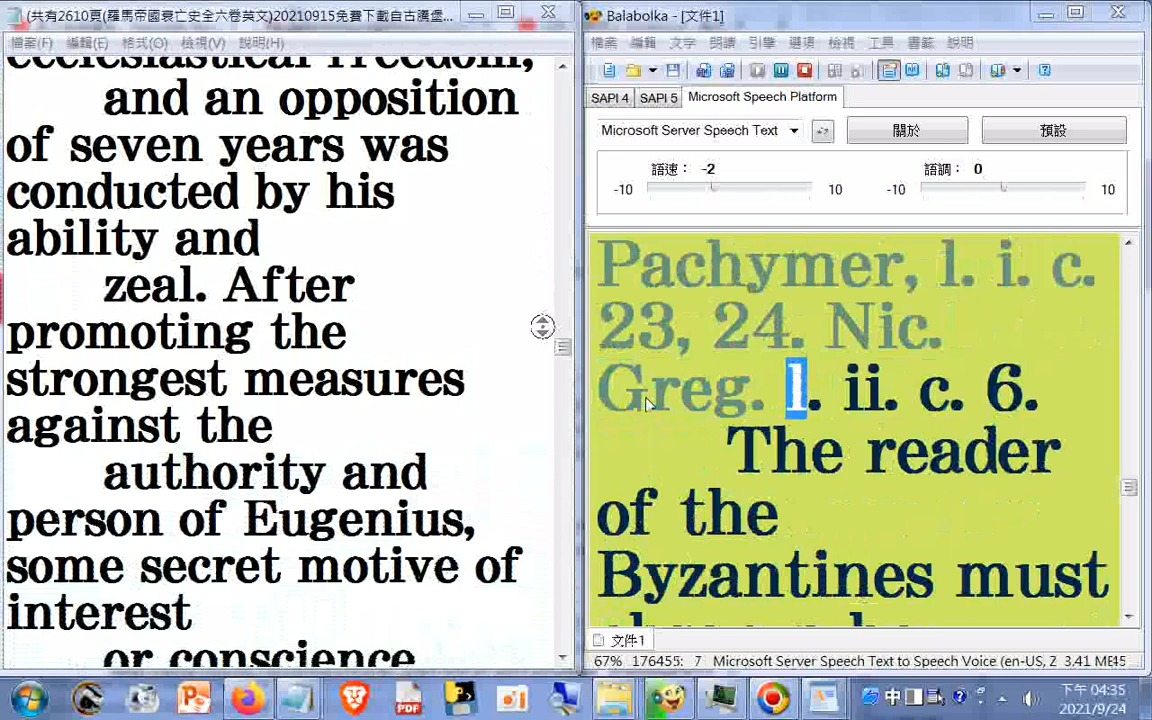 (共有2610頁(羅馬帝國衰亡史全六卷英文)20210915免費下載自古騰堡...
檔案(F) 編輯(E) 格式(O) 檢視(V) 說明(H)
ecclesiastical freedom,
and an opposition
of seven years was
conducted by his
ability and
zeal. After
promoting the
strongest measures
against the
authority and
person of Eugenius,
some secret motive of
interest
or conscience
Balabolka - [文件1]
檔案 編輯 文字 朗讀 引擎 選項 檢視 工具 書籤 說明
SAPI 4 SAPI 5 Microsoft Speech Platform
Microsoft Server Speech Text 關於 預設
語速： -2 語調： 0
-10 10 -10 10
Pachymer, l. i. c.
23, 24. Nic.
Greg. l. ii. c. 6.
The reader
of the
Byzantines must
文件1
67% 176455: 7 Microsoft Server Speech Text to Speech Voice (en-US, Z 3.41 ME45
中
下午 04:35
2021/9/24